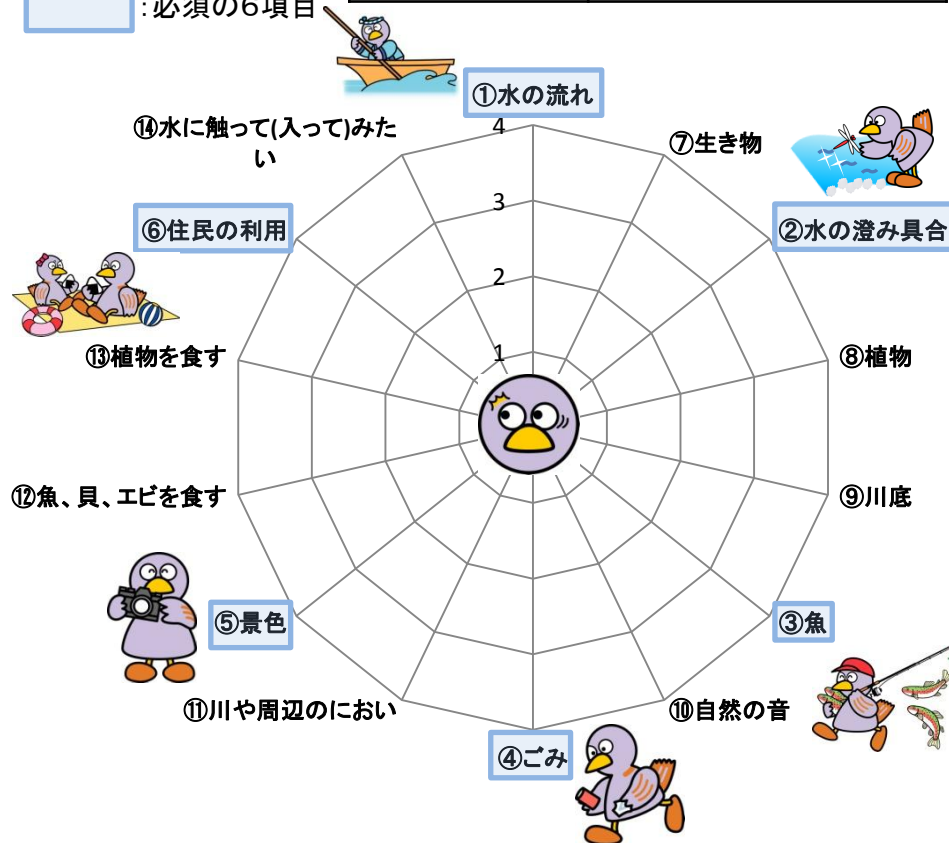 :必須の6項目
①水の流れ
⑭水に触って(入って)みた
い
4
⑦生き物
3
⑥住民の利用
②水の澄み具合
2
⑬植物を食す
1
⑧植物
⑫魚、貝、エビを食す
⑨川底
⑤景色
③魚
⑪川や周辺のにおい
⑩自然の音
④ごみ